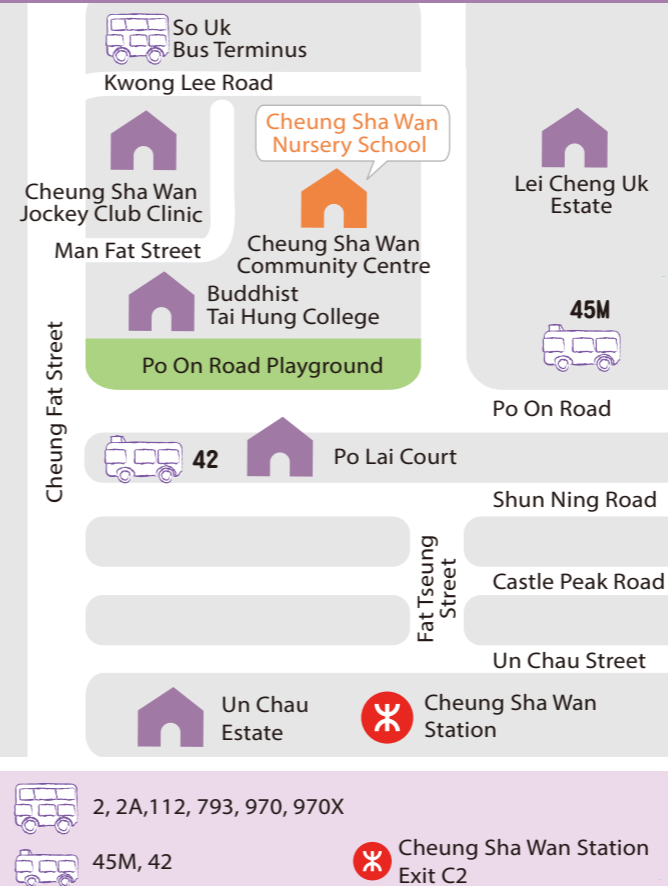 So Uk
Bus Terminus
Kwong Lee Road
Cheung Sha Wan
Nursery School
Cheung Sha Wan
Jockey Club Clinic
Lei Cheng Uk
Estate
Man Fat Street
Cheung Sha Wan
Community Centre
Buddhist
Tai Hung College
45M
Po On Road Playground
Cheung Fat Street
Po On Road
42
Po Lai Court
Shun Ning Road
Fat Tseung
Street
Castle Peak Road
Un Chau Street
Un Chau
Estate
Cheung Sha Wan
Station
2, 2A,112, 793, 970, 970X
45M, 42
Cheung Sha Wan Station
Exit C2